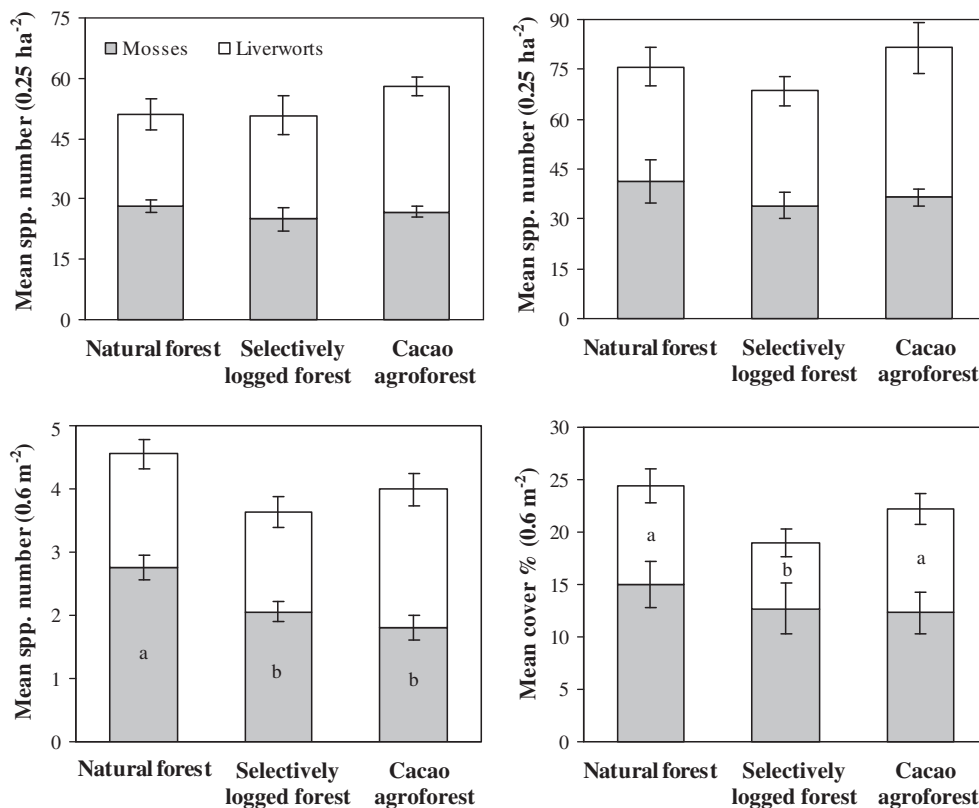 Mean spp. number (0.25 ha-2)
75
60
45
30
15
0
Mosses Liverworts
Natural forest Selectively logged forest Cacao agroforest
Mean spp. number (0.25 ha-2)
90
75
60
45
30
15
0
Natural forest Selectively logged forest Cacao agroforest
Mean spp. number (0.6 m-2)
5
4
3
2
1
0
a b b
Natural forest Selectively logged forest Cacao agroforest
Mean cover % (0.6 m-2)
30
25
20
15
10
5
0
a b a
Natural forest Selectively logged forest Cacao agroforest